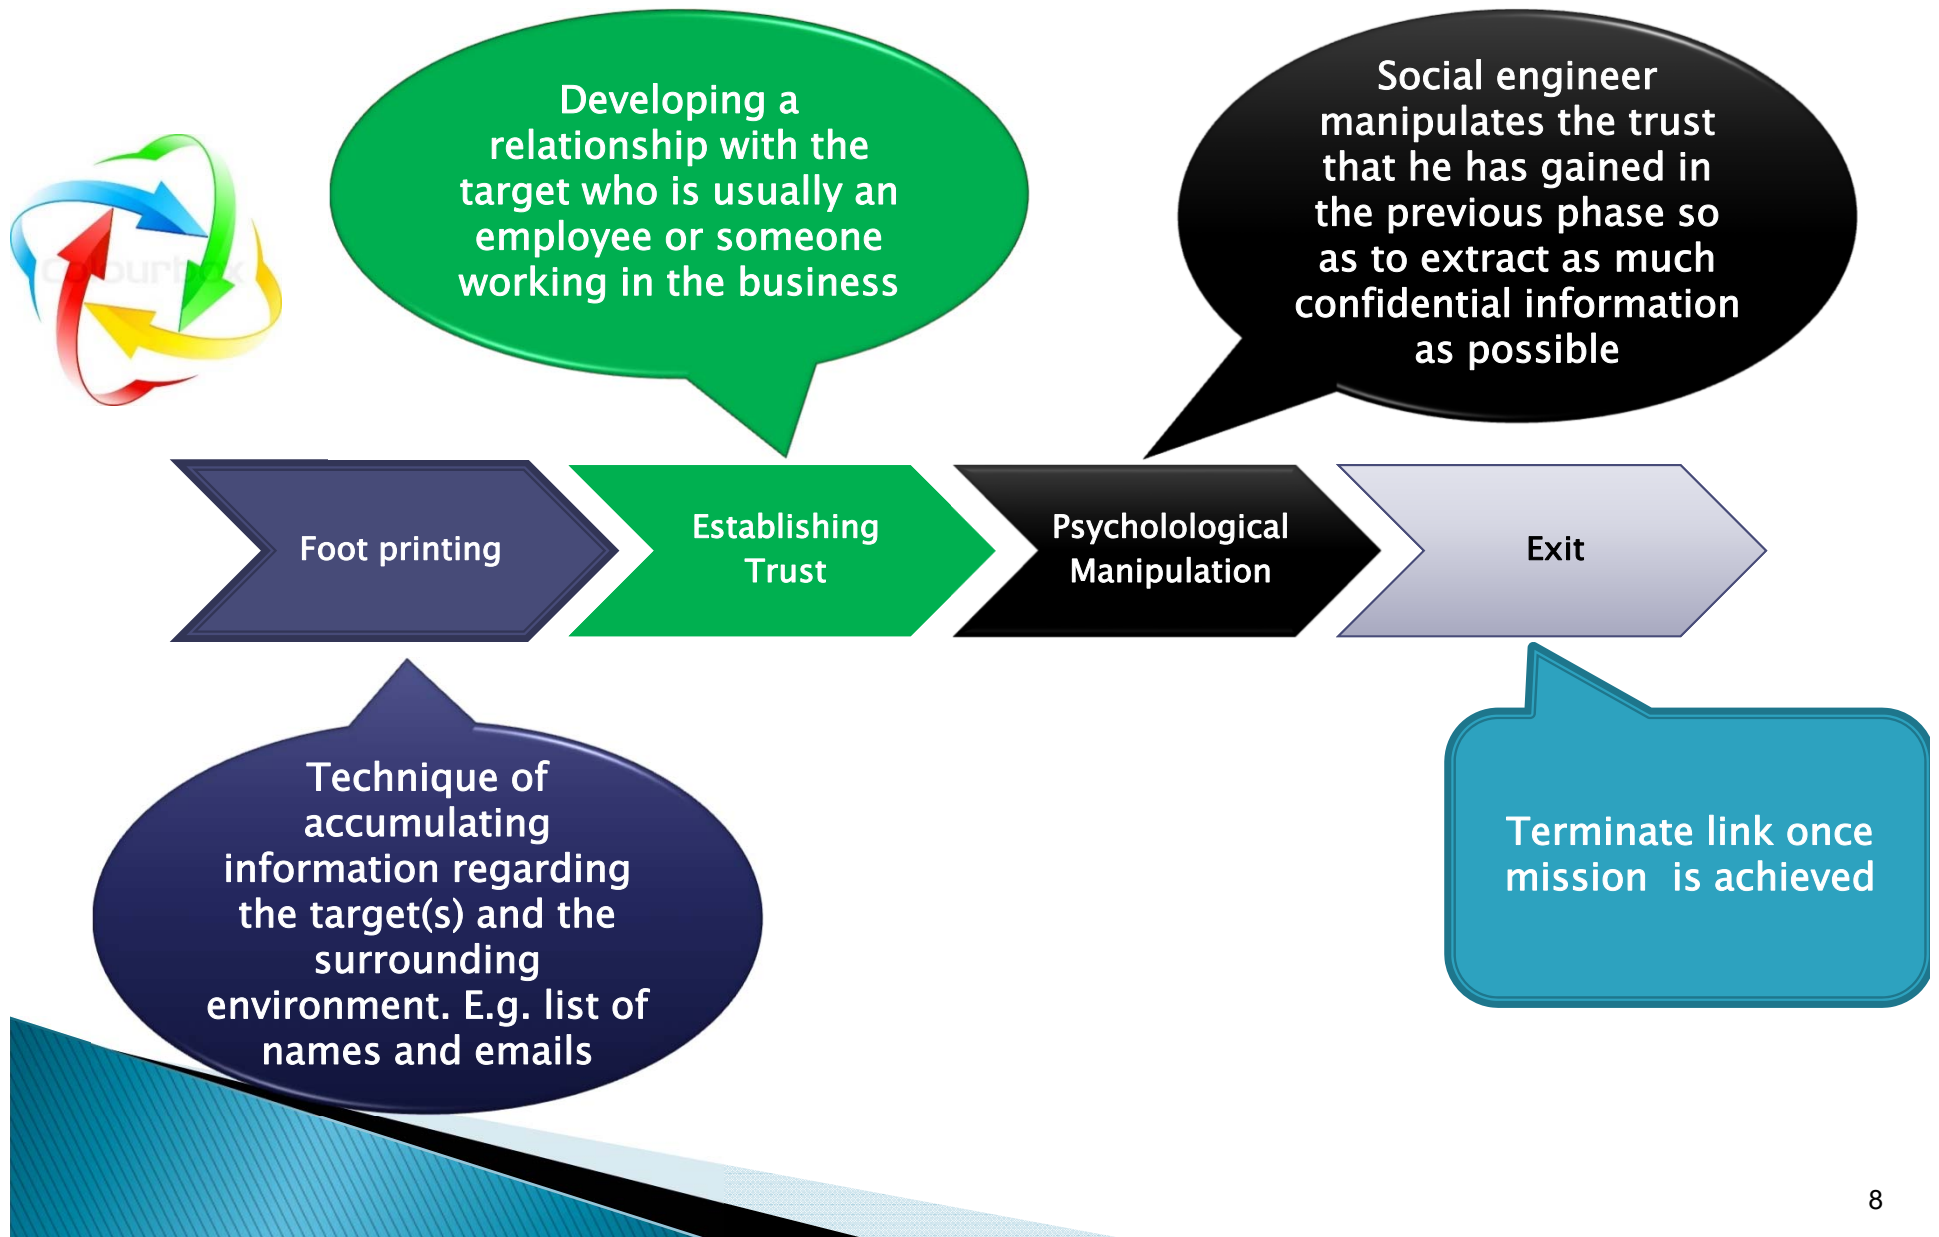 Developing a
relationship with the
target who is usually an
employee or someone
working in the business
Social engineer
manipulates the trust
that he has gained in
the previous phase so
as to extract as much
confidential information
as possible
Colourbox
Foot printing
Establishing
Trust
Psycholological
Manipulation
Exit
Technique of
accumulating
information regarding
the target(s) and the
surrounding
environment. E.g. list of
names and emails
Terminate link once
mission  is achieved
8